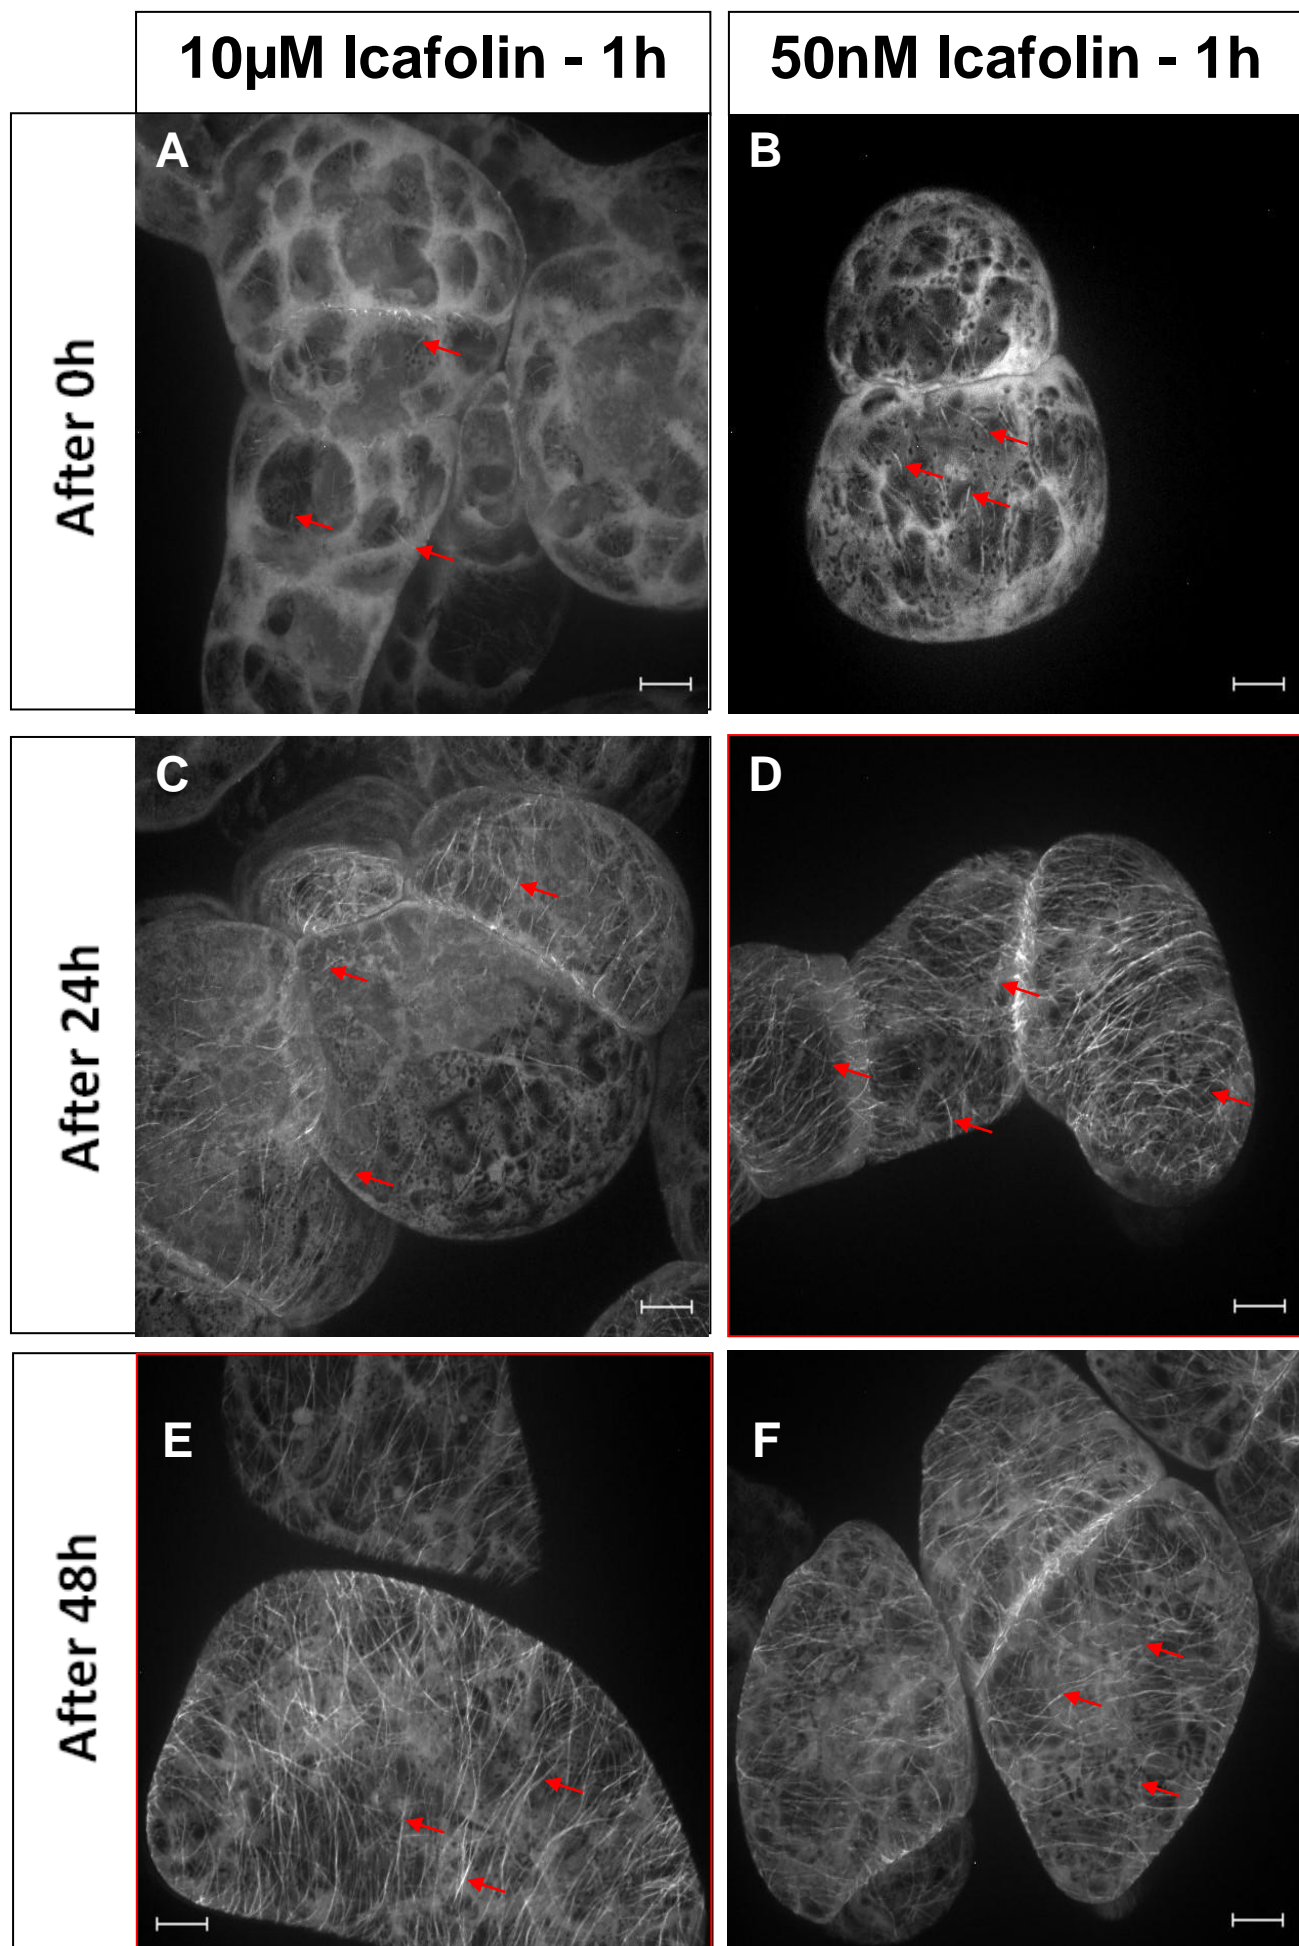 10µM Icafolin - 1h
50nM Icafolin - 1h
After 0h
A
B
After 24h
C
D
After 48h
E
F